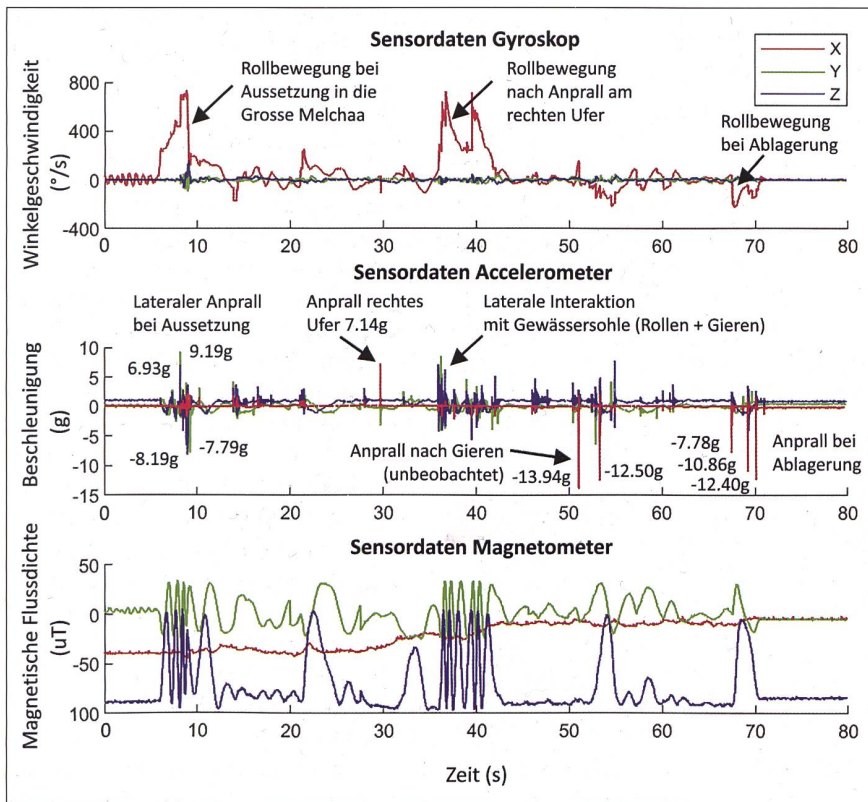 Sensordaten Gyroskop
X
Y
Z
Winkelgeschwindigkeit
(°/s)
800
400
0
-400
Rollbewegung bei
Aussetzung in die
Grosse Melchaa
Rollbewegung
nach Anprall am
rechten Ufer
Rollbewegung
bei Ablagerung
0 10 20 30 40 50 60 70 80
Sensordaten Accelerometer
Beschleunigung
(g)
10
5
0
-5
-10
-15
Lateraler Anprall
bei Aussetzung
6.93g
9.19g
-8.19g
-7.79g
Anprall rechtes
Ufer 7.14g
Laterale Interaktion
mit Gewässersohle (Rollen + Gieren)
Anprall nach Gieren
(unbeobachtet)
-13.94g
-12.50g
-7.78g
-10.86g
-12.40g
Anprall bei
Ablagerung
0 10 20 30 40 50 60 70 80
Sensordaten Magnetometer
Magnetische Flussdichte
(uT)
50
0
-50
100
0 10 20 30 40 50 60 70 80
Zeit (s)